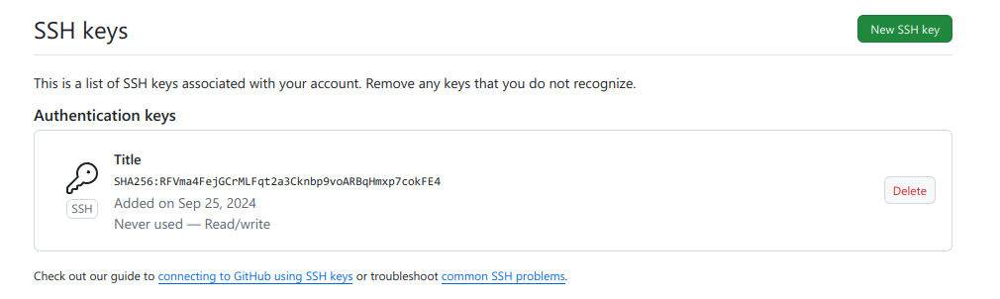 SSH keys
New SSH key
This is a list of SSH keys associated with your account. Remove any keys that you do not recognize.
Authentication keys
Title
SHA256:RFVma4FejGCrMLFqt2a3Cknbp9voARBqHmxp7cokFE4
SSH
Added on Sep 25, 2024
Never used — Read/write
Delete
Check out our guide to connecting to GitHub using SSH keys or troubleshoot common SSH problems.